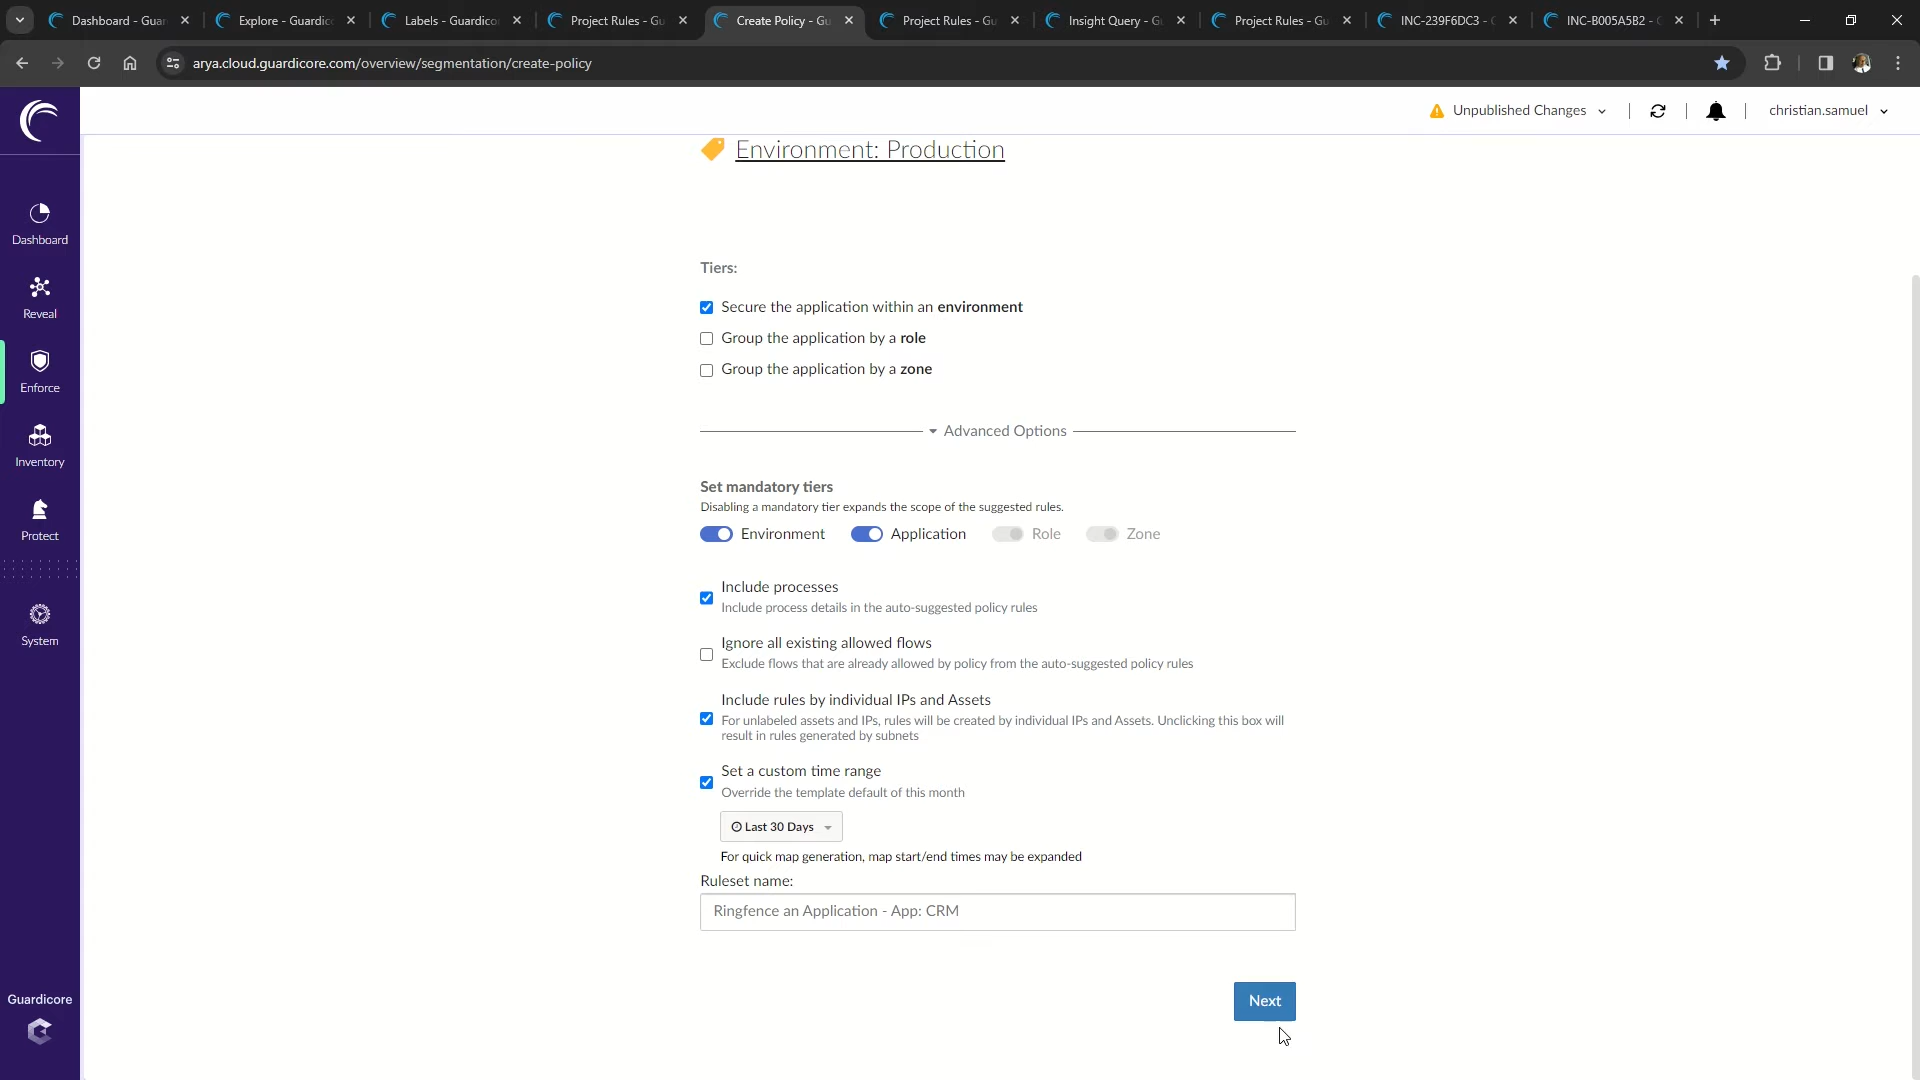 Dashboard - Guar
Explore - Guardico
Labels - Guardicor
Project Rules - Gu
Create Policy - Gu
Project Rules - Gu
Insight Query - Gu
Project Rules - Gu
INC-239F6DC3 - G
INC-B005A5B2 - G
arya.cloud.guardicore.com/overview/segmentation/create-policy
Unpublished Changes
christian.samuel
Dashboard
Reveal
Enforce
Inventory
Protect
System
Guardicore
Environment: Production
Tiers:
Secure the application within an environment
Group the application by a role
Group the application by a zone
Advanced Options
Set mandatory tiers
Disabling a mandatory tier expands the scope of the suggested rules.
Environment Application Role Zone
Include processes
Include process details in the auto-suggested policy rules
Ignore all existing allowed flows
Exclude flows that are already allowed by policy from the auto-suggested policy rules
Include rules by individual IPs and Assets
For unlabeled assets and IPs, rules will be created by individual IPs and Assets. Unclicking this box will
result in rules generated by subnets
Set a custom time range
Override the template default of this month
Last 30 Days
For quick map generation, map start/end times may be expanded
Ruleset name:
Ringfence an Application - App: CRM
Next